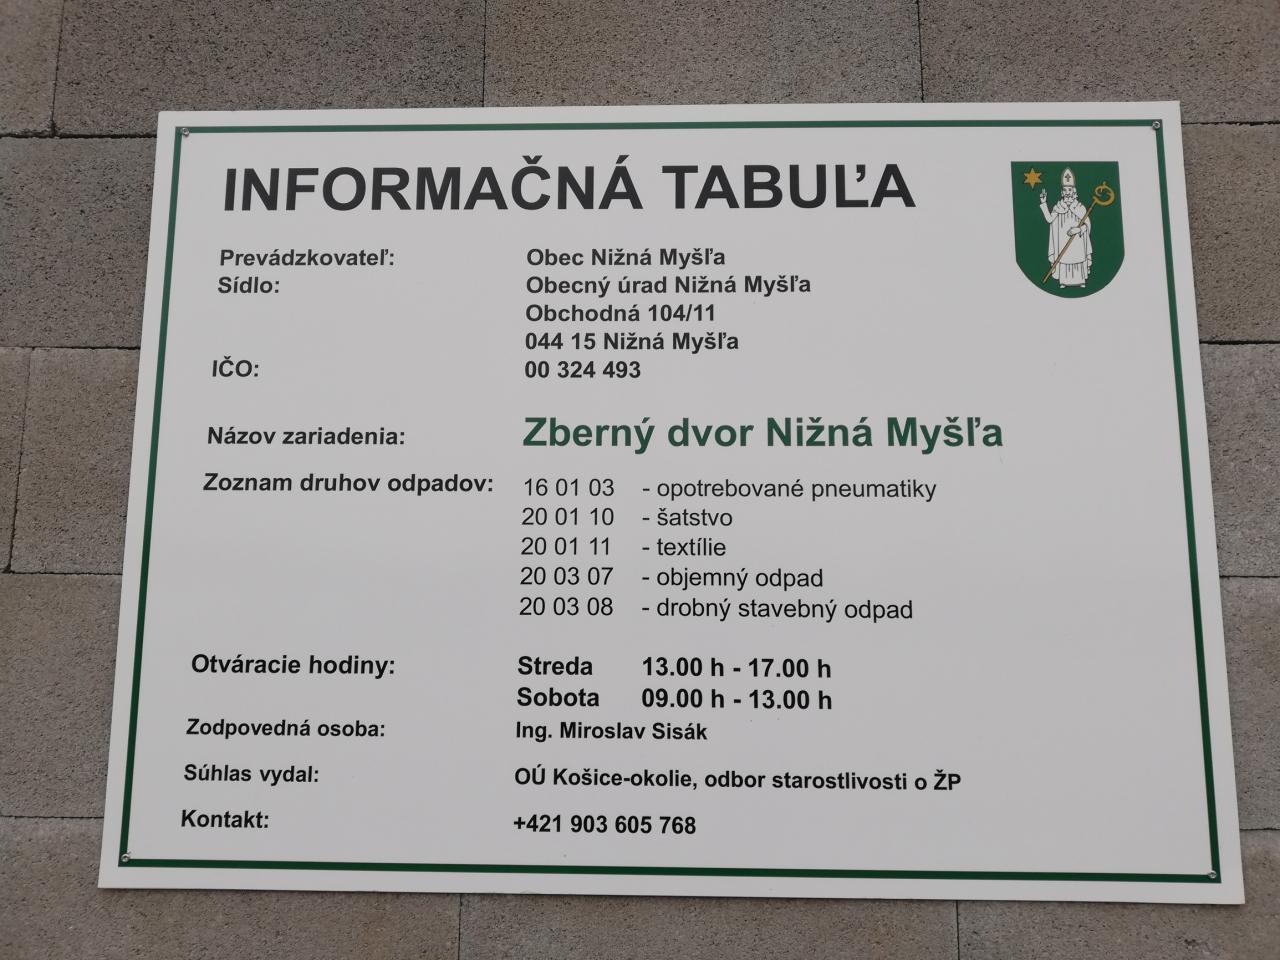 INFORMAČNÁ TABUĽA
Prevádzkovateľ: Obec Nižná Myšľa
Sídlo: Obecný úrad Nižná Myšľa
Obchodná 104/11
044 15 Nižná Myšľa
IČO: 00 324 493
Názov zariadenia: Zberný dvor Nižná Myšľa
Zoznam druhov odpadov: 16 01 03 - opotrebované pneumatiky
20 01 10 - šatstvo
20 01 11 - textílie
20 03 07 - objemný odpad
20 03 08 - drobný stavebný odpad
Otváracie hodiny: Streda 13.00 h - 17.00 h
Sobota 09.00 h - 13.00 h
Zodpovedná osoba: Ing. Miroslav Sisák
Súhlas vydal: OÚ Košice-okolie, odbor starostlivosti o ŽP
Kontakt: +421 903 605 768